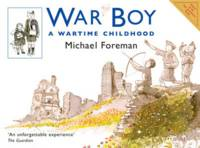 WAR BOY
A WARTIME CHILDHOOD
Michael Foreman
'An unforgettable experience'
The Guardian